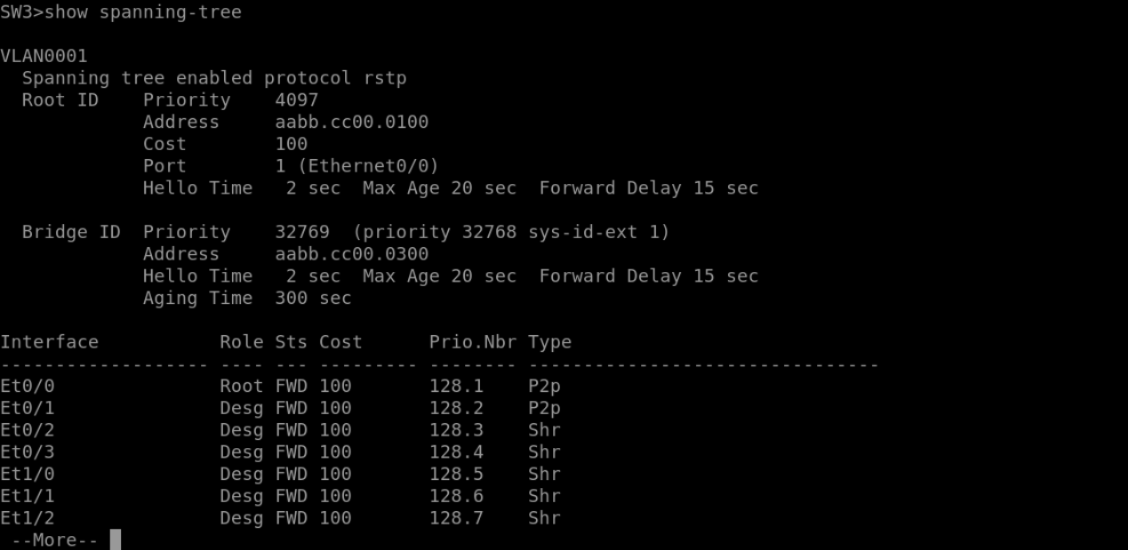 SW3>show spanning-tree

VLAN0001
  Spanning tree enabled protocol rstp
  Root ID    Priority    4097
             Address     aabb.cc00.0100
             Cost        100
             Port        1 (Ethernet0/0)
             Hello Time   2 sec  Max Age 20 sec  Forward Delay 15 sec

  Bridge ID  Priority    32769  (priority 32768 sys-id-ext 1)
             Address     aabb.cc00.0300
             Hello Time   2 sec  Max Age 20 sec  Forward Delay 15 sec
             Aging Time  300 sec

Interface           Role Sts Cost      Prio.Nbr Type
------------------- ---- --- --------- -------- --------------------------------
Et0/0               Root FWD 100       128.1    P2p
Et0/1               Desg FWD 100       128.2    P2p
Et0/2               Desg FWD 100       128.3    Shr
Et0/3               Desg FWD 100       128.4    Shr
Et1/0               Desg FWD 100       128.5    Shr
Et1/1               Desg FWD 100       128.6    Shr
Et1/2               Desg FWD 100       128.7    Shr
 --More--